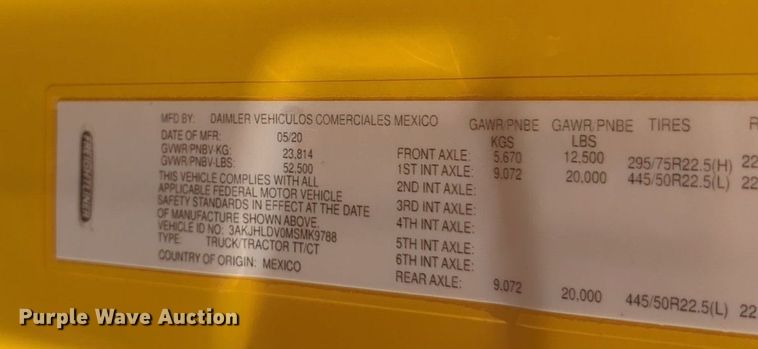 FREIGHTLINER
MFD BY: DAIMLER VEHICULOS COMERCIALES MEXICO
DATE OF MFR: 05/20
GVWR/PNBV-KG: 23,814
GVWR/PNBV-LBS: 52,500
THIS VEHICLE COMPLIES WITH ALL
APPLICABLE FEDERAL MOTOR VEHICLE
SAFETY STANDARDS IN EFFECT AT THE DATE
OF MANUFACTURE SHOWN ABOVE.
VEHICLE ID NO: 3AKJHLDV0MSMK9788
TYPE: TRUCK/TRACTOR TT/CT
COUNTRY OF ORIGIN: MEXICO
GAWR/PNBE GAWR/PNBE TIRES R
KGS LBS
FRONT AXLE: 5,670 12,500 295/75R22.5(H) 22
1ST INT AXLE: 9,072 20,000 445/50R22.5(L) 22
2ND INT AXLE:
3RD INT AXLE:
4TH INT AXLE:
5TH INT AXLE:
6TH INT AXLE:
REAR AXLE: 9,072 20,000 445/50R22.5(L) 22
Purple Wave Auction